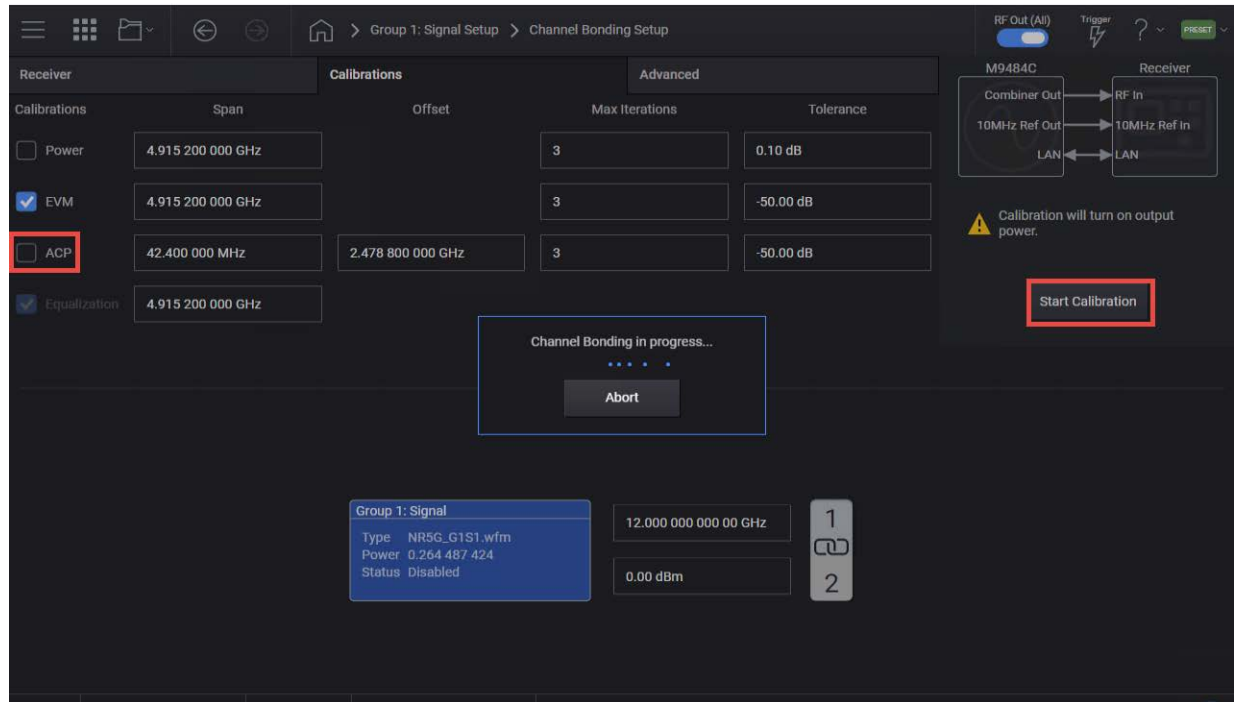 Group 1: Signal Setup > Channel Bonding Setup
RF Out (All)
Trigger
?
PRESET
Receiver
Calibrations
Advanced
Calibrations Span Offset Max Iterations Tolerance
Power 4.915 200 000 GHz 3 0.10 dB
EVM 4.915 200 000 GHz 3 -50.00 dB
ACP 42.400 000 MHz 2.478 800 000 GHz 3 -50.00 dB
Equalization 4.915 200 000 GHz
M9484C Receiver
Combiner Out RF In
10MHz Ref Out 10MHz Ref In
LAN LAN
Calibration will turn on output
power.
Start Calibration
Channel Bonding in progress...
Abort
Group 1: Signal
Type NR5G_G1S1.wfm
Power 0.264 487 424
Status Disabled
12.000 000 000 00 GHz
0.00 dBm
1
2